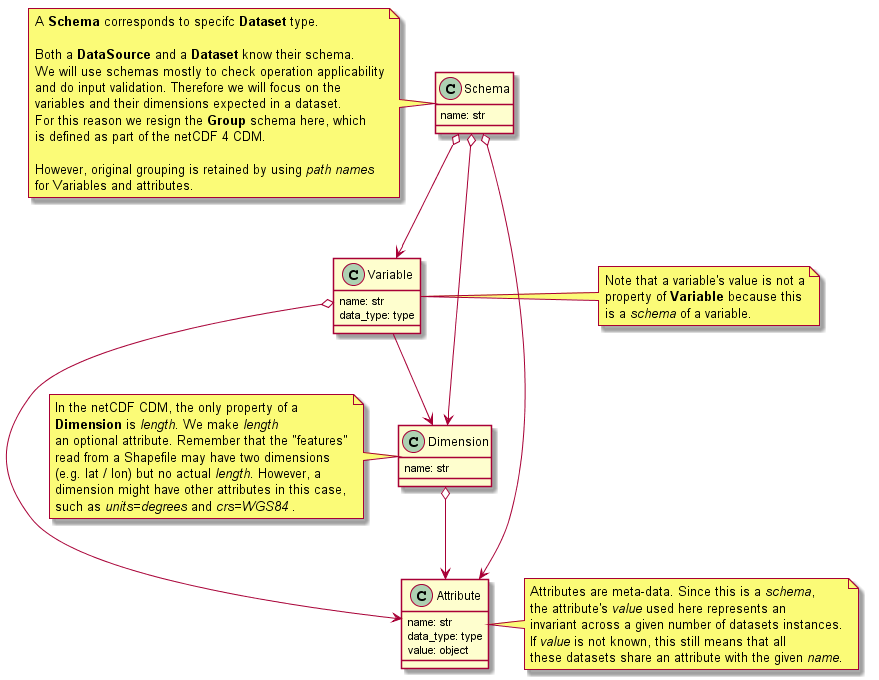 A Schema corresponds to specifc Dataset type.
Both a DataSource and a Dataset know their schema.
We will use schemas mostly to check operation applicability
and do input validation. Therefore we will focus on the
variables and their dimensions expected in a dataset.
For this reason we resign the Group schema here, which
is defined as part of the netCDF 4 CDM.
However, original grouping is retained by using path names
for Variables and attributes.
C Schema
name: str
C Variable
name: str
data_type: type
Note that a variable's value is not a
property of Variable because this
is a schema of a variable.
In the netCDF CDM, the only property of a
Dimension is length. We make length
an optional attribute. Remember that the "features"
read from a Shapefile may have two dimensions
(e.g. lat / lon) but no actual length. However, a
dimension might have other attributes in this case,
such as units=degrees and crs=WGS84 .
C Dimension
name: str
C Attribute
name: str
data_type: type
value: object
Attributes are meta-data. Since this is a schema,
the attribute's value used here represents an
invariant across a given number of datasets instances.
If value is not known, this still means that all
these datasets share an attribute with the given name.